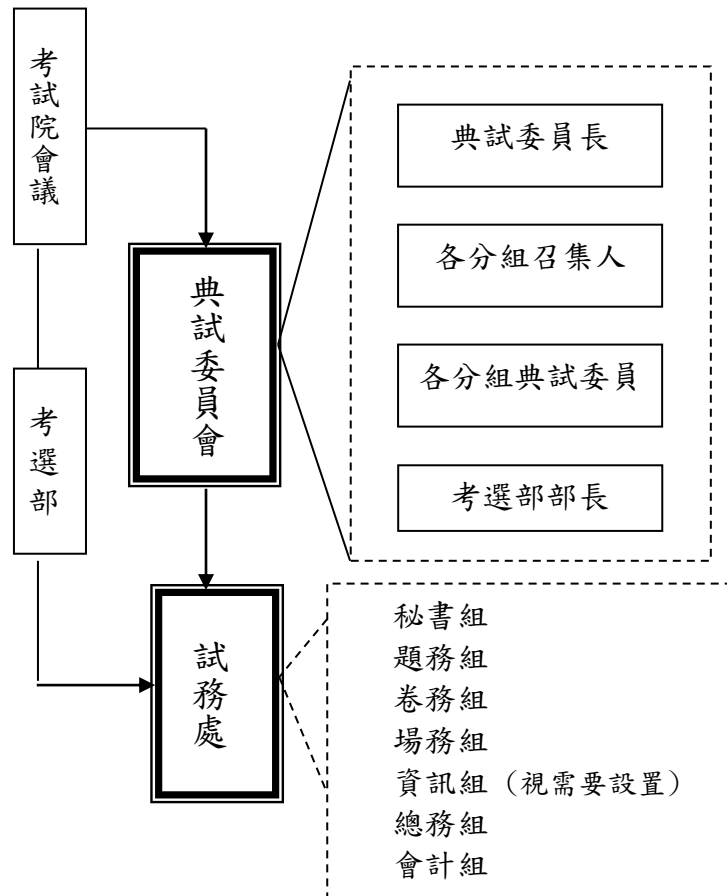 考試院會議
典試委員長
各分組召集人
典試委員會
各分組典試委員
考選部
考選部部長
試務處
秘書組
題務組
卷務組
場務組
資訊組（視需要設置）
總務組
會計組